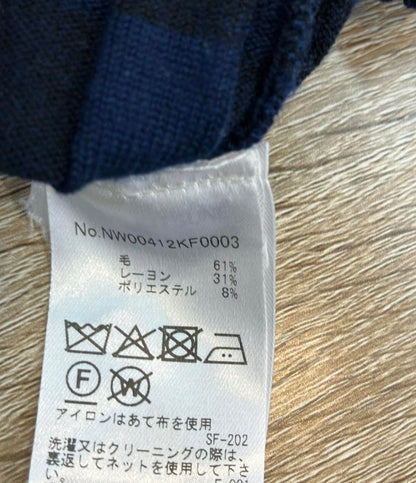 No.NW00412KF0003
毛 61%
レーヨン 31%
ポリエステル 8%
F W
アイロンはあて布を使用
SF-202
洗濯又はクリーニングの際は、
裏返してネットを使用して下さ
い。